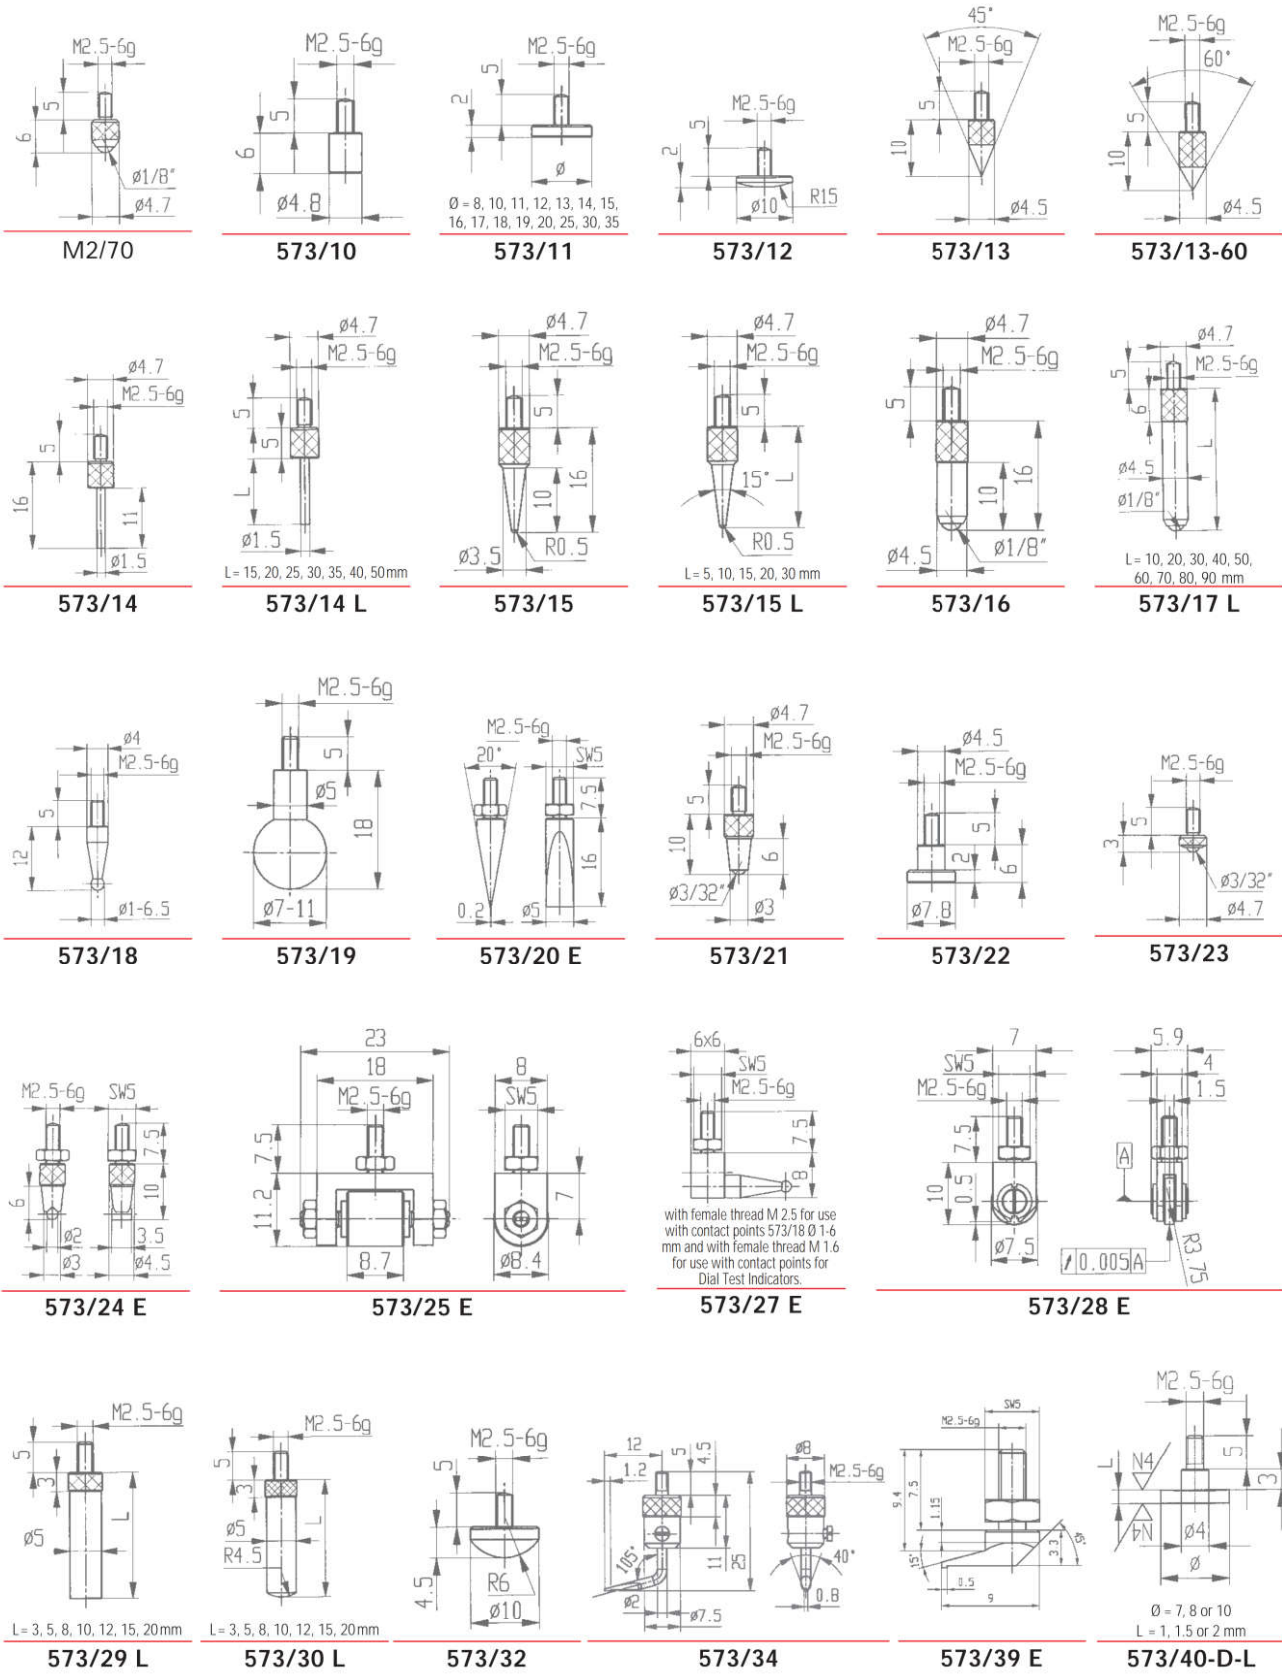 M2.5-6g
5
6
ø1/8"
ø4.7
M2/70
M2.5-6g
5
6
ø4.8
573/10
M2.5-6g
5
2
ø
Ø = 8, 10, 11, 12, 13, 14, 15,
16, 17, 18, 19, 20, 25, 30, 35
573/11
M2.5-6g
5
2
R15
ø10
573/12
45°
M2.5-6g
5
10
ø4.5
573/13
M2.5-6g
60°
5
10
ø4.5
573/13-60
ø4.7
M2.5-6g
5
16
11
ø1.5
573/14
ø4.7
M2.5-6g
5
5
L
ø1.5
L = 15, 20, 25, 30, 35, 40, 50 mm
573/14 L
ø4.7
M2.5-6g
5
16
10
R0.5
ø3.5
573/15
ø4.7
M2.5-6g
5
L
15°
R0.5
L = 5, 10, 15, 20, 30 mm
573/15 L
ø4.7
M2.5-6g
5
16
10
ø1/8"
ø4.5
573/16
ø4.7
5
M2.5-6g
6
L
ø4.5
ø1/8"
L = 10, 20, 30, 40, 50,
60, 70, 80, 90 mm
573/17 L
ø4
M2.5-6g
5
12
ø1-6.5
573/18
M2.5-6g
5
ø5
18
ø7-11
573/19
M2.5-6g
20°
SW5
7.5
16
0.2
ø5
573/20 E
ø4.7
M2.5-6g
5
10
6
ø3/32"
ø3
573/21
ø4.5
M2.5-6g
5
2
6
ø7.8
573/22
M2.5-6g
5
3
ø3/32"
ø4.7
573/23
M2.5-6g
SW5
7.5
6
10
ø2
3.5
ø3
ø4.5
573/24 E
23
18
8
M2.5-6g
SW5
7.5
11.2
7
8.7
ø8.4
573/25 E
6x6
SW5
M2.5-6g
7.5
8
with female thread M 2.5 for use
with contact points 573/18 Ø 1-6
mm and with female thread M 1.6
for use with contact points for
Dial Test Indicators.
573/27 E
7
5.9
SW5
4
M2.5-6g
1.5
7.5
A
10
0.5
ø7.5
R3.75
0.005 A
573/28 E
M2.5-6g
5
3
ø5
L
L = 3, 5, 8, 10, 12, 15, 20 mm
573/29 L
M2.5-6g
5
3
ø5
L
R4.5
L = 3, 5, 8, 10, 12, 15, 20 mm
573/30 L
M2.5-6g
5
4.5
R6
ø10
573/32
12
5
4.5
ø8
1.2
M2.5-6g
105°
11
25
40°
ø2
0.8
ø7.5
573/34
SW5
M2.5-6g
9.4
7.5
1.15
15°
3.3
45°
0.5
9
573/39 E
M2.5-6g
5
L
N4
3
N4
ø4
ø
Ø = 7, 8 or 10
L = 1, 1.5 or 2 mm
573/40-D-L